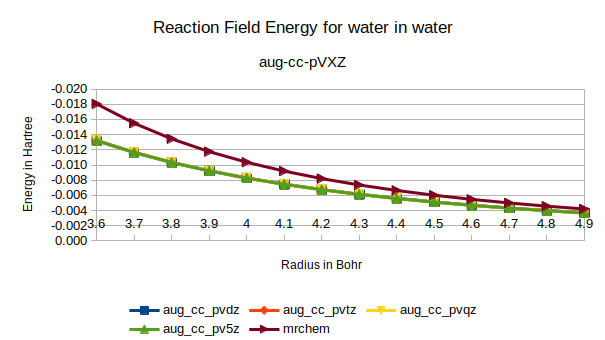 Reaction Field Energy for water in water
aug-cc-pVXZ
Energy in Hartree
-0.020
-0.018
-0.016
-0.014
-0.012
-0.010
-0.008
-0.006
-0.004
-0.002
0.000
3.6 3.7 3.8 3.9 4 4.1 4.2 4.3 4.4 4.5 4.6 4.7 4.8 4.9
Radius in Bohr
aug_cc_pvdz aug_cc_pvtz aug_cc_pvqz
aug_cc_pv5z mrchem